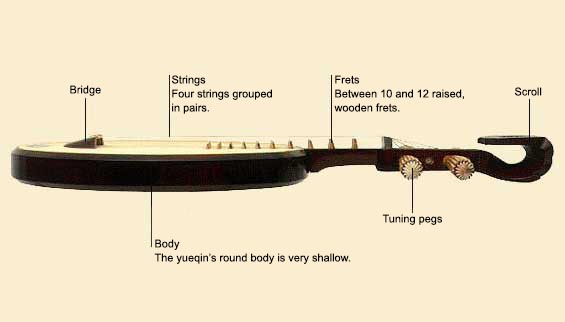 Bridge
Strings
Four strings grouped
in pairs.
Frets
Between 10 and 12 raised,
wooden frets.
Scroll
Tuning pegs
Body
The yueqin's round body is very shallow.